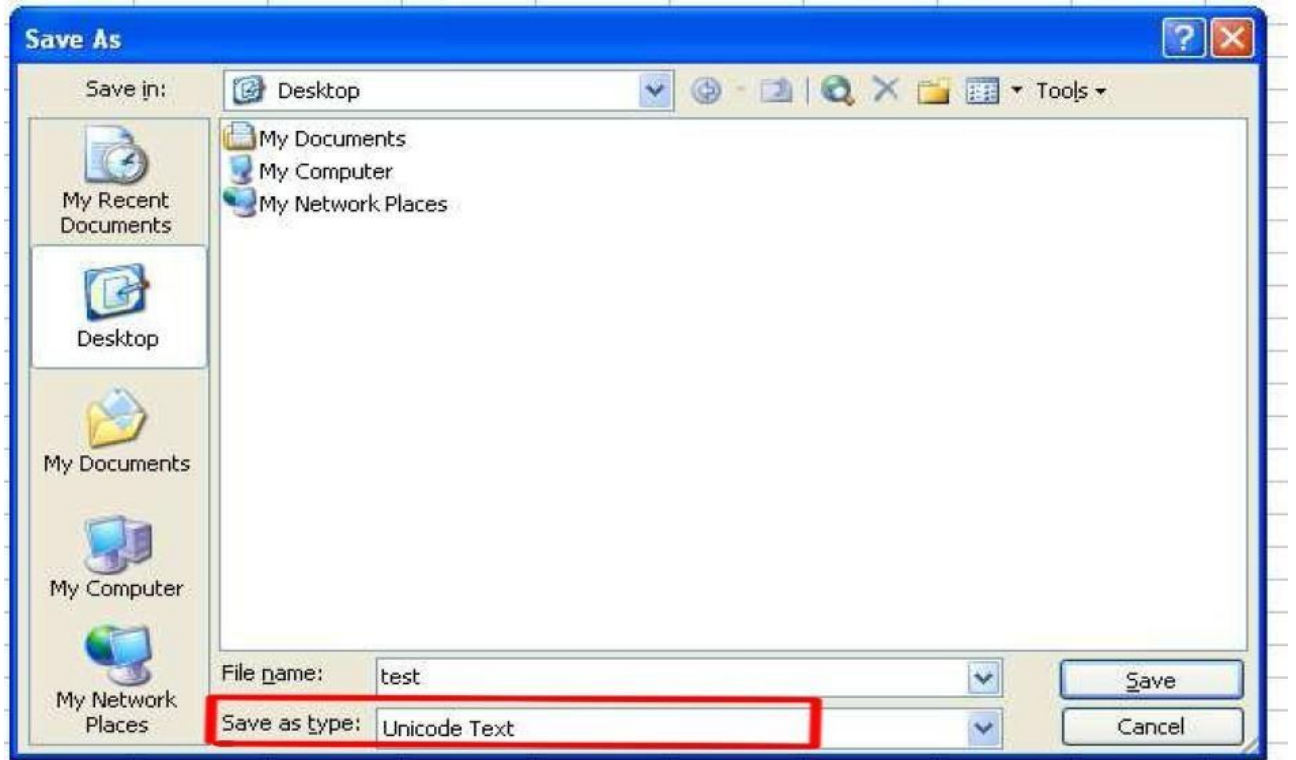 Save As
Save in:
Desktop
Tools
My Documents
My Computer
My Network Places
My Recent
Documents
Desktop
My Documents
My Computer
My Network
Places
File name:
test
Save
Save as type:
Unicode Text
Cancel